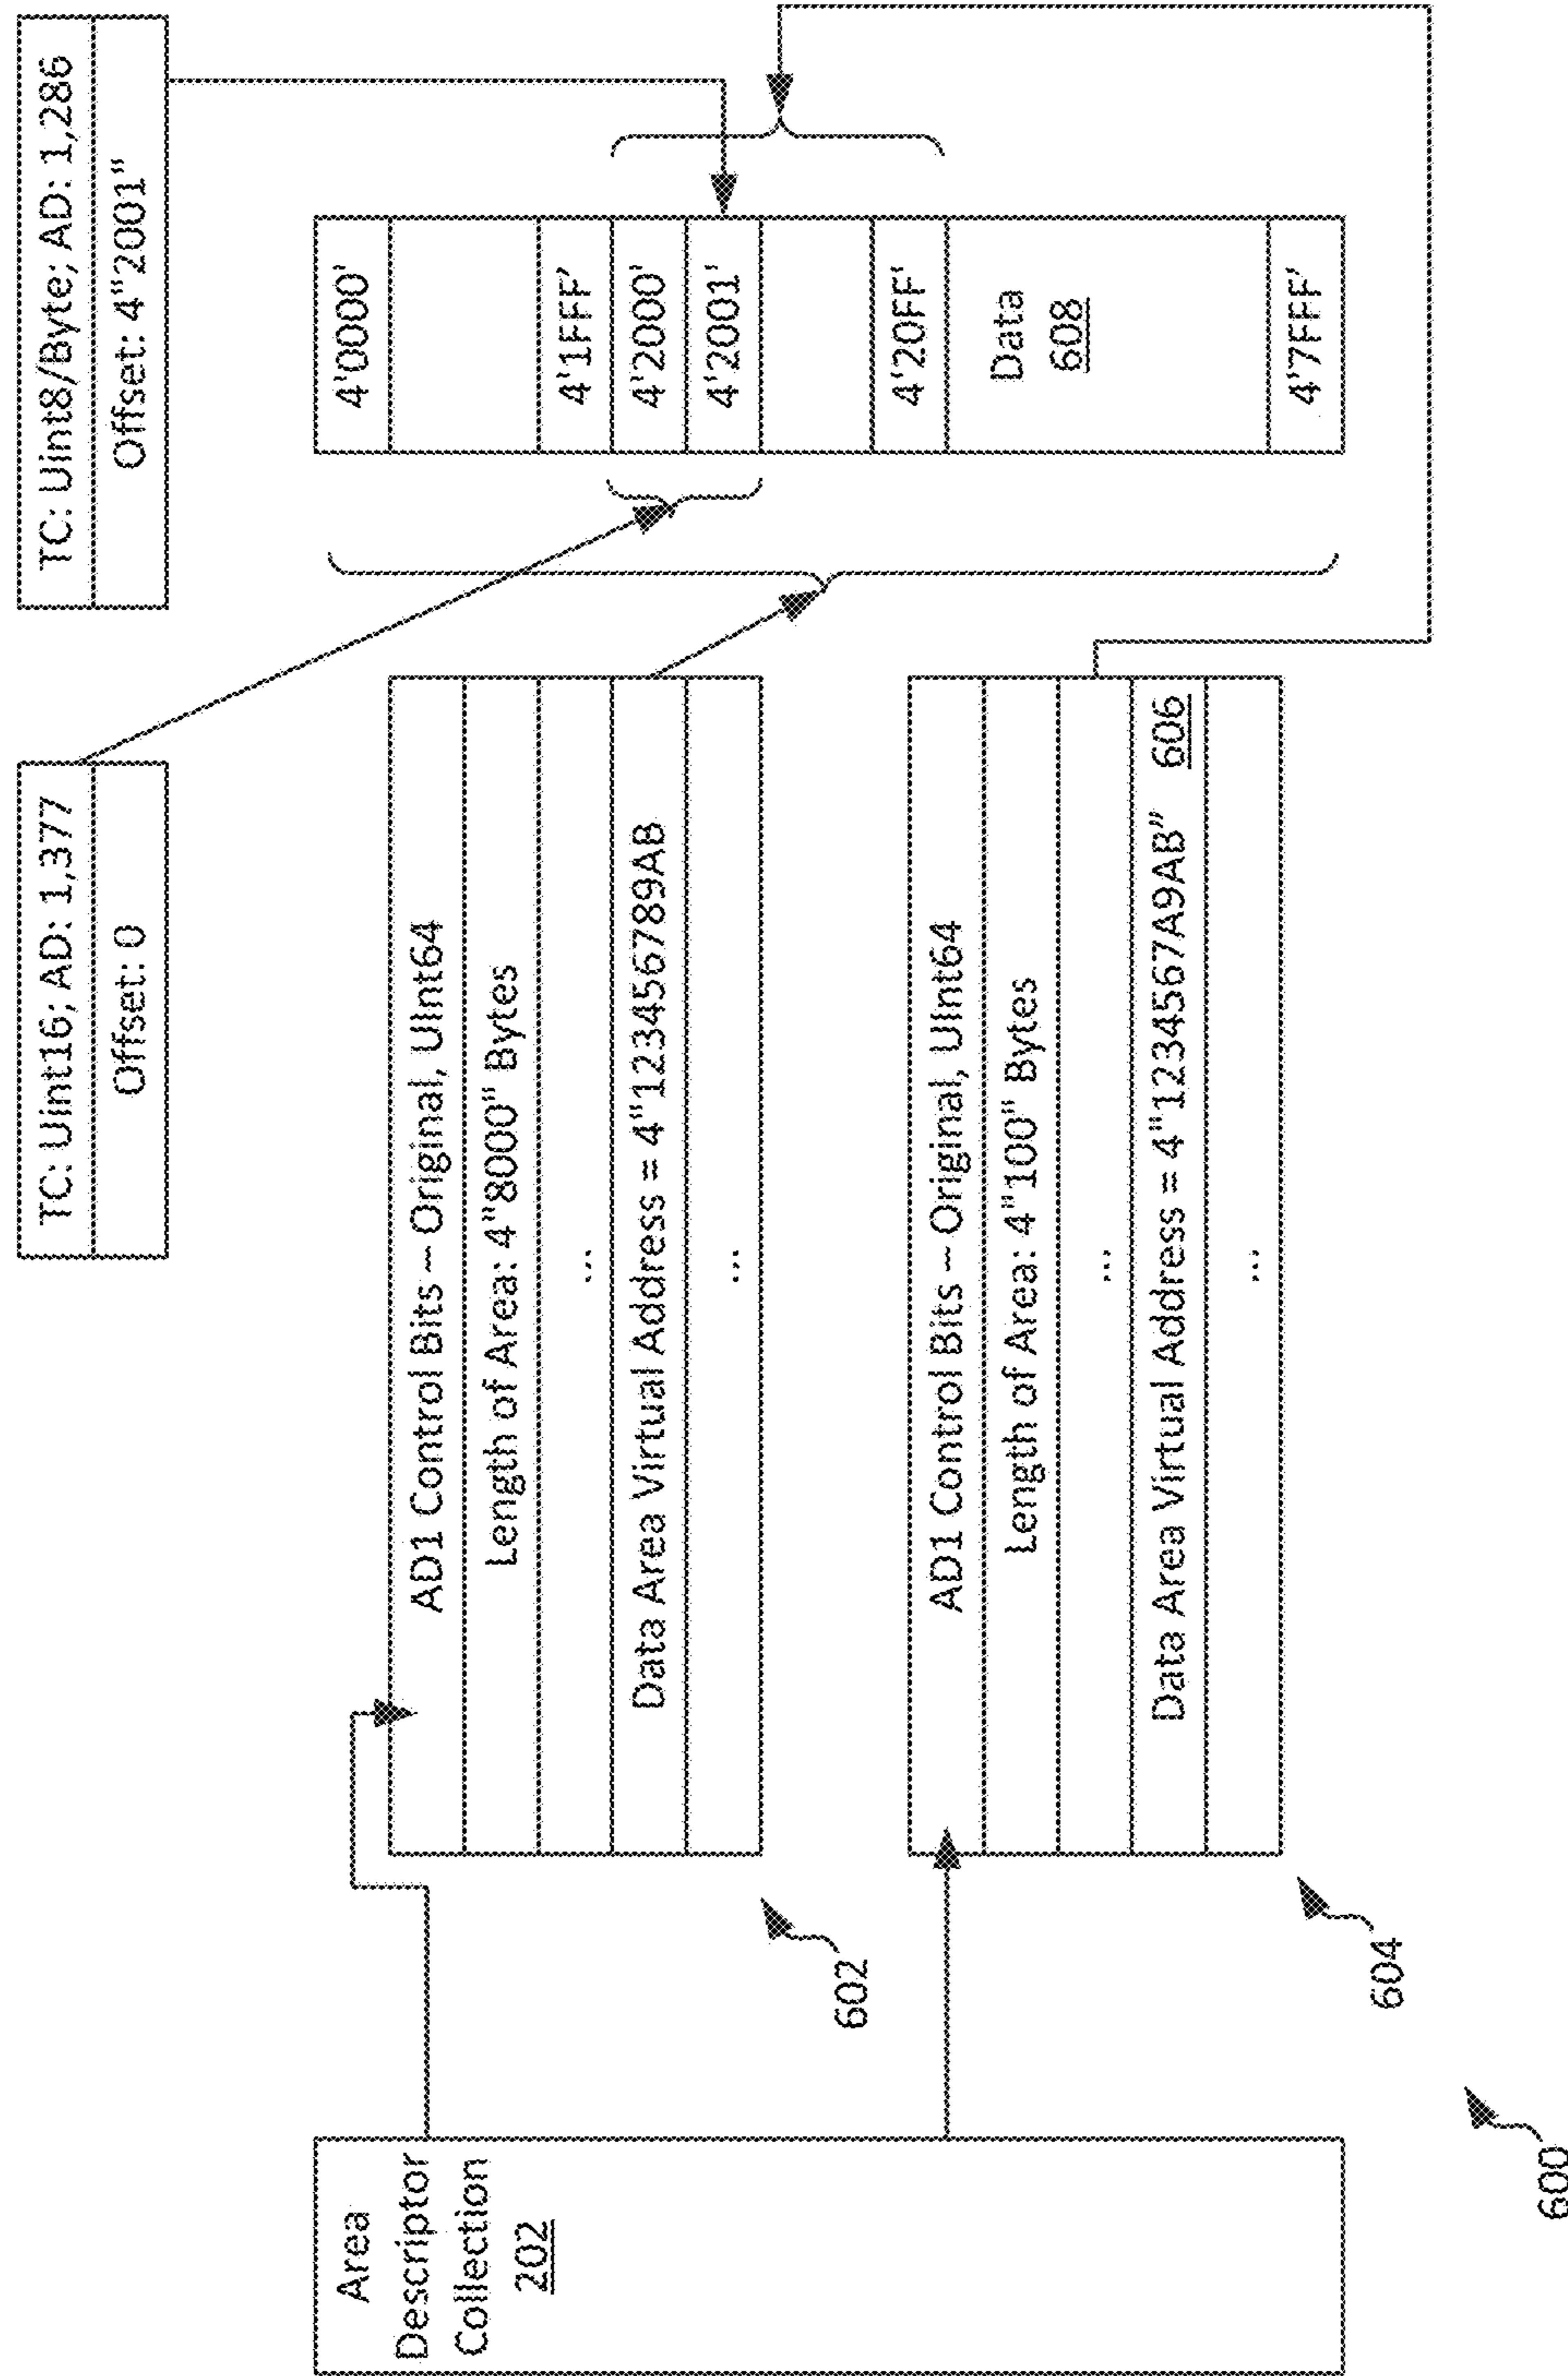 TC: Uint16; AD: 1,377
Offset: 0
TC: Uint8/Byte; AD: 1,286
Offset: 4"2001"
Area
Descriptor
Collection
202
AD1 Control Bits – Original, UInt64
Length of Area: 4"8000" Bytes
...
Data Area Virtual Address = 4"123456789AB
...
602
AD1 Control Bits – Original, UInt64
Length of Area: 4"100" Bytes
...
Data Area Virtual Address = 4"1234567A9AB" 606
...
604
4'0000'
4'1FFF'
4'2000'
4'2001'
4'20FF'
Data
608
4'7FFF'
600